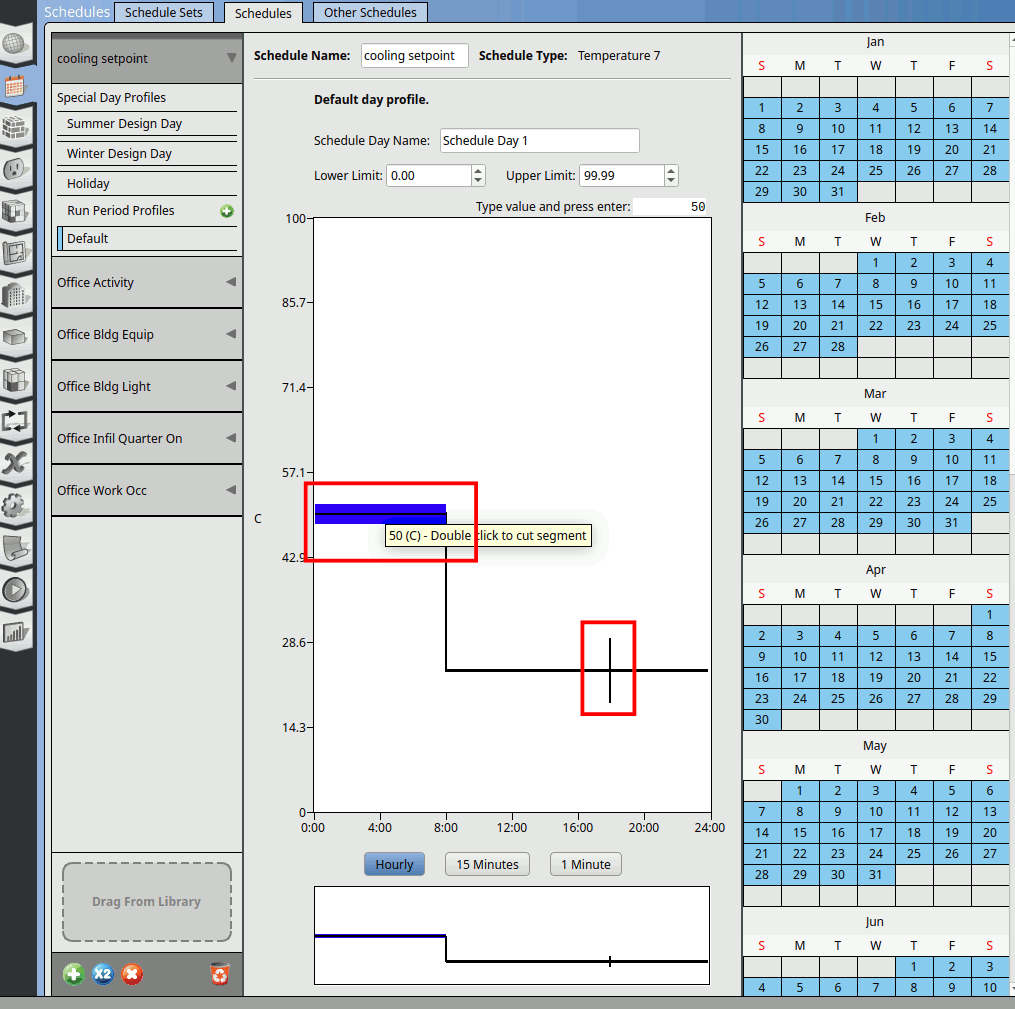 Schedules Schedule Sets Schedules Other Schedules
cooling setpoint ▼
Special Day Profiles
Summer Design Day
Winter Design Day
Holiday
Run Period Profiles
Default
Office Activity
Office Bldg Equip
Office Bldg Light
Office Infil Quarter On
Office Work Occ
Drag From Library
X2
Schedule Name: cooling setpoint Schedule Type: Temperature 7
Default day profile.
Schedule Day Name: Schedule Day 1
Lower Limit: 0.00 Upper Limit: 99.99
Type value and press enter: 50
100
85.7
71.4
57.1
C
50 (C) - Double click to cut segment
42.9
28.6
14.3
0
0:00 4:00 8:00 12:00 16:00 20:00 24:00
Hourly 15 Minutes 1 Minute
Jan
S M T W T F S
1 2 3 4 5 6 7
8 9 10 11 12 13 14
15 16 17 18 19 20 21
22 23 24 25 26 27 28
29 30 31
Feb
S M T W T F S
1 2 3 4
5 6 7 8 9 10 11
12 13 14 15 16 17 18
19 20 21 22 23 24 25
26 27 28
Mar
S M T W T F S
1 2 3 4
5 6 7 8 9 10 11
12 13 14 15 16 17 18
19 20 21 22 23 24 25
26 27 28 29 30 31
Apr
S M T W T F S
1
2 3 4 5 6 7 8
9 10 11 12 13 14 15
16 17 18 19 20 21 22
23 24 25 26 27 28 29
30
May
S M T W T F S
1 2 3 4 5 6
7 8 9 10 11 12 13
14 15 16 17 18 19 20
21 22 23 24 25 26 27
28 29 30 31
Jun
S M T W T F S
1 2 3
4 5 6 7 8 9 10